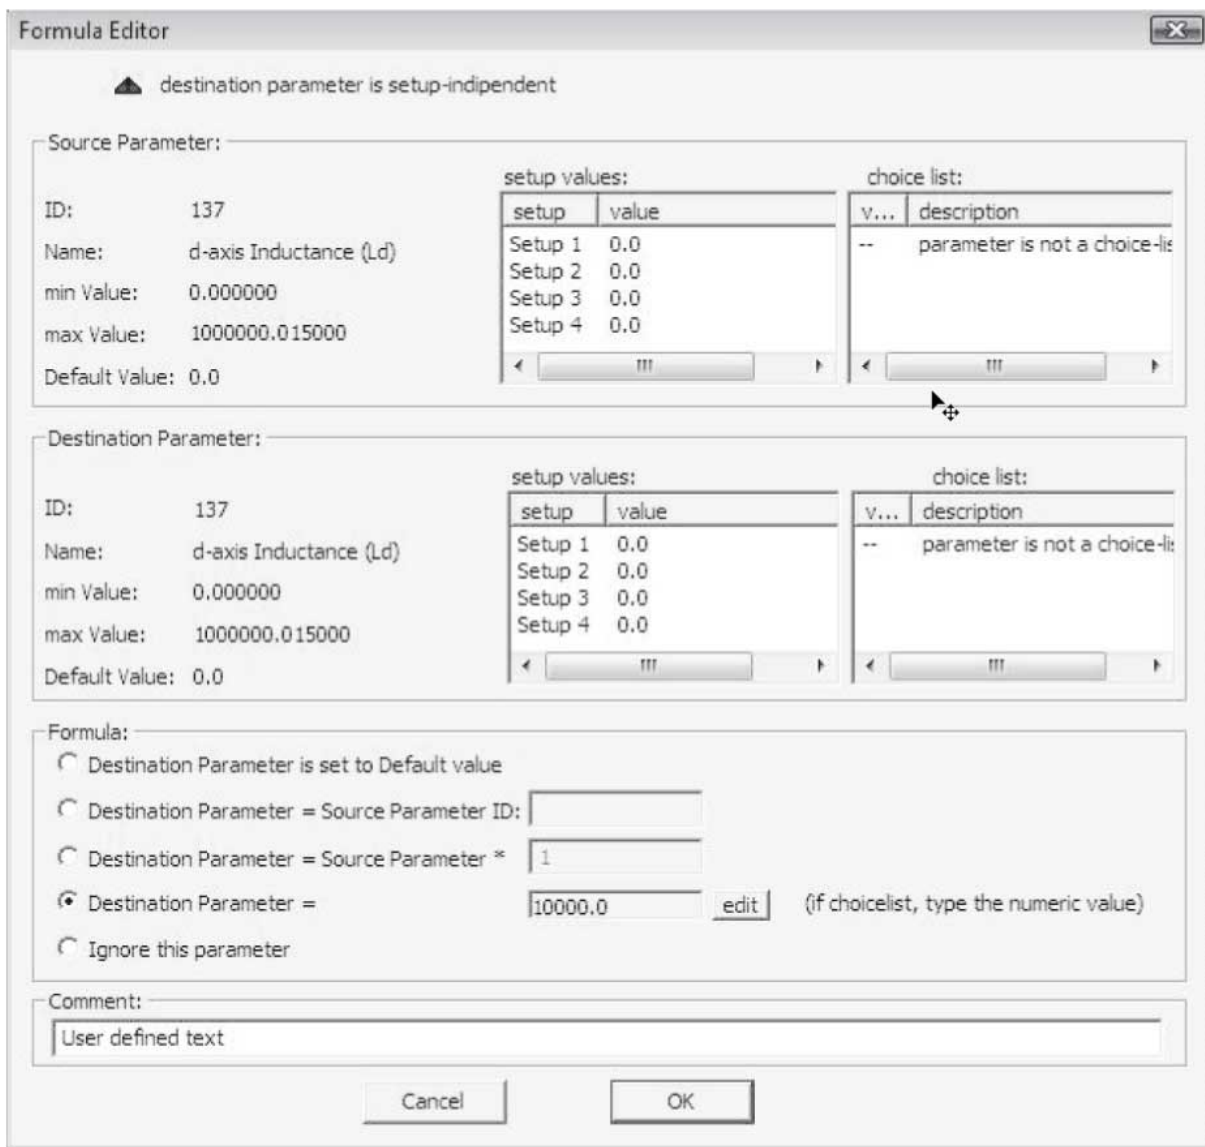 Formula Editor
destination parameter is setup-indipendent
Source Parameter:
setup values:
choice list:
ID: 137
setup value
v... description
Name: d-axis Inductance (Ld)
Setup 1 0.0
-- parameter is not a choice-lis
min Value: 0.000000
Setup 2 0.0
Setup 3 0.0
max Value: 1000000.015000
Setup 4 0.0
Default Value: 0.0
Destination Parameter:
setup values:
choice list:
ID: 137
setup value
v... description
Name: d-axis Inductance (Ld)
Setup 1 0.0
-- parameter is not a choice-lis
min Value: 0.000000
Setup 2 0.0
Setup 3 0.0
max Value: 1000000.015000
Setup 4 0.0
Default Value: 0.0
Formula:
Destination Parameter is set to Default value
Destination Parameter = Source Parameter ID:
Destination Parameter = Source Parameter * 1
Destination Parameter = 10000.0 edit (if choicelist, type the numeric value)
Ignore this parameter
Comment:
User defined text
Cancel OK